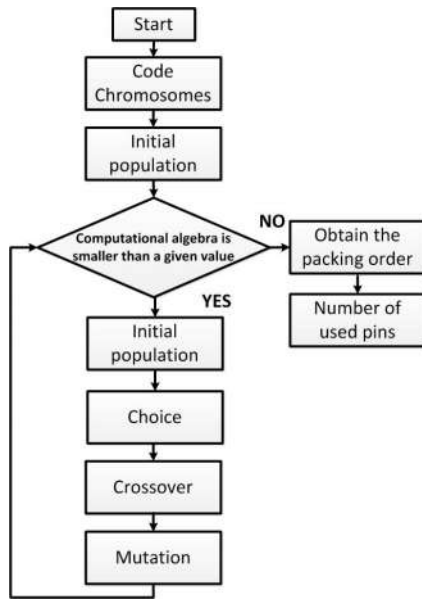 Start
Code
Chromosomes
Initial
population
Computational algebra is
smaller than a given value
NO
Obtain the
packing order
Number of
used pins
YES
Initial
population
Choice
Crossover
Mutation